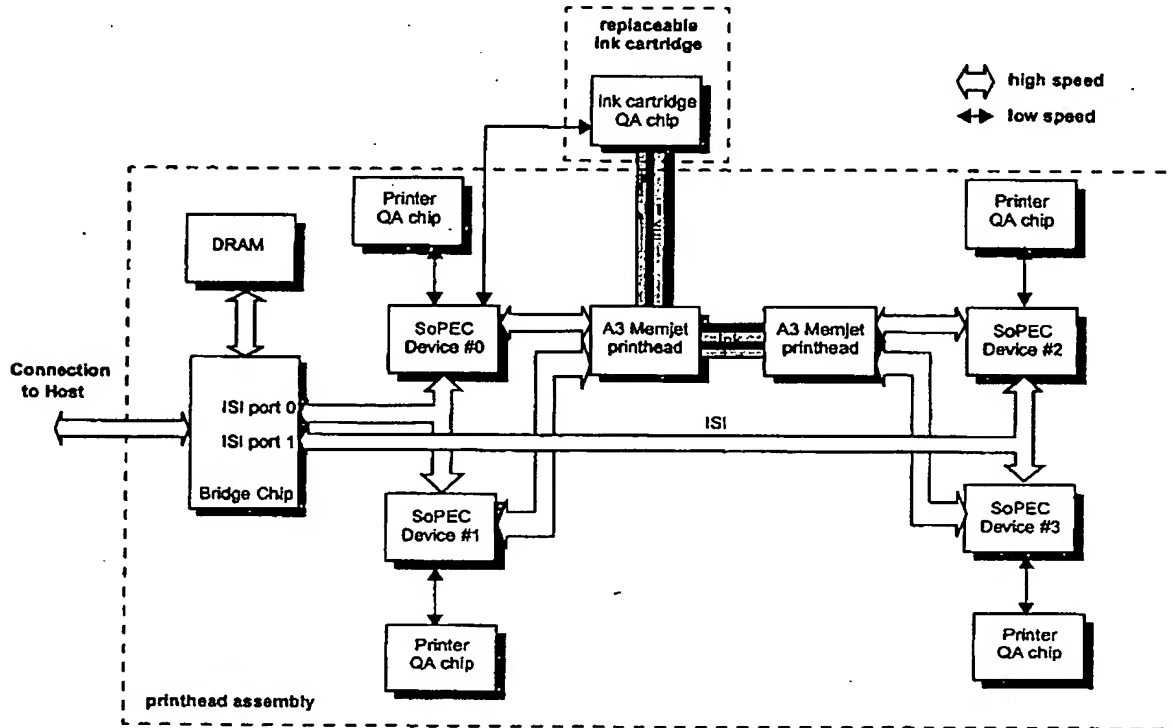 replaceable
ink cartridge
high speed
low speed
Ink cartridge
QA chip
Printer
QA chip
Printer
QA chip
DRAM
ink
SoPEC
Device #0
A3 Memjet
printhead
ink
A3 Memjet
printhead
SoPEC
Device #2
Connection
to Host
ISI port 0
ISI port 1
ISI
Bridge Chip
SoPEC
Device #1
SoPEC
Device #3
Printer
QA chip
Printer
QA chip
printhead assembly